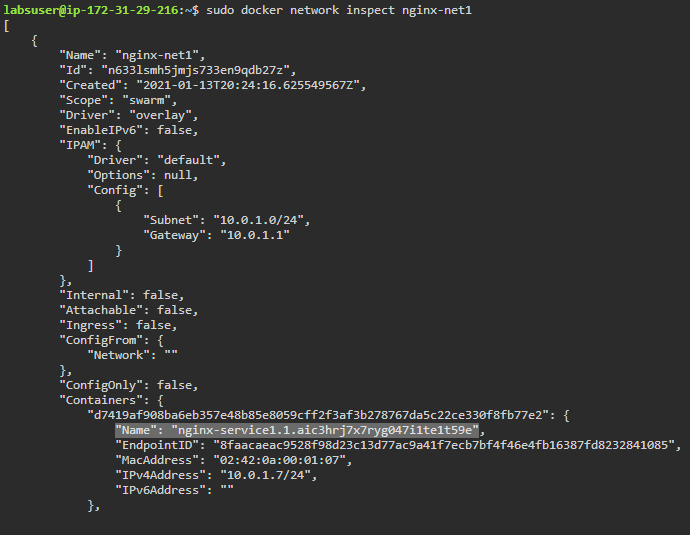 labsuser@ip-172-31-29-216:~$ sudo docker network inspect nginx-net1
[
    {
        "Name": "nginx-net1",
        "Id": "n633lsmh5jmjs733en9qdb27z",
        "Created": "2021-01-13T20:24:16.625549567Z",
        "Scope": "swarm",
        "Driver": "overlay",
        "EnableIPv6": false,
        "IPAM": {
            "Driver": "default",
            "Options": null,
            "Config": [
                {
                    "Subnet": "10.0.1.0/24",
                    "Gateway": "10.0.1.1"
                }
            ]
        },
        "Internal": false,
        "Attachable": false,
        "Ingress": false,
        "ConfigFrom": {
            "Network": ""
        },
        "ConfigOnly": false,
        "Containers": {
            "d7419af908ba6eb357e48b85e8059cff2f3af3b278767da5c22ce330f8fb77e2": {
                "Name": "nginx-service1.1.aic3hrj7x7ryg047i1te1t59e",
                "EndpointID": "8faacaeac9528f98d23c13d77ac9a41f7ecb7bf4f46e4fb16387fd8232841085",
                "MacAddress": "02:42:0a:00:01:07",
                "IPv4Address": "10.0.1.7/24",
                "IPv6Address": ""
            },